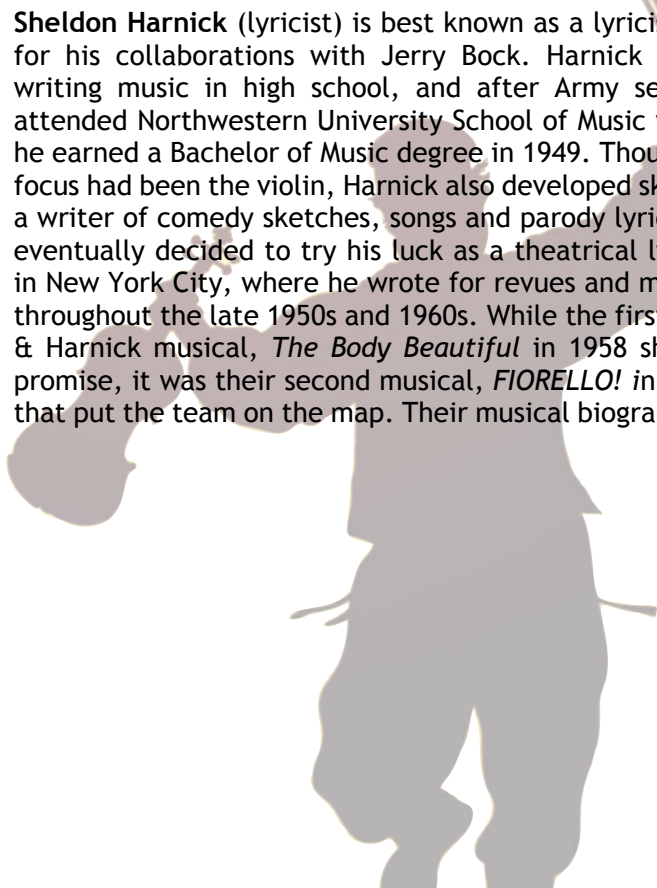 Sheldon Harnick (lyricist) is best known as a lyrici
for his collaborations with Jerry Bock. Harnick
writing music in high school, and after Army se
attended Northwestern University School of Music
he earned a Bachelor of Music degree in 1949. Thou
focus had been the violin, Harnick also developed sk
a writer of comedy sketches, songs and parody lyri
eventually decided to try his luck as a theatrical l
in New York City, where he wrote for revues and m
throughout the late 1950s and 1960s. While the first
& Harnick musical, The Body Beautiful in 1958 sh
promise, it was their second musical, FIORELLO! in
that put the team on the map. Their musical biogra